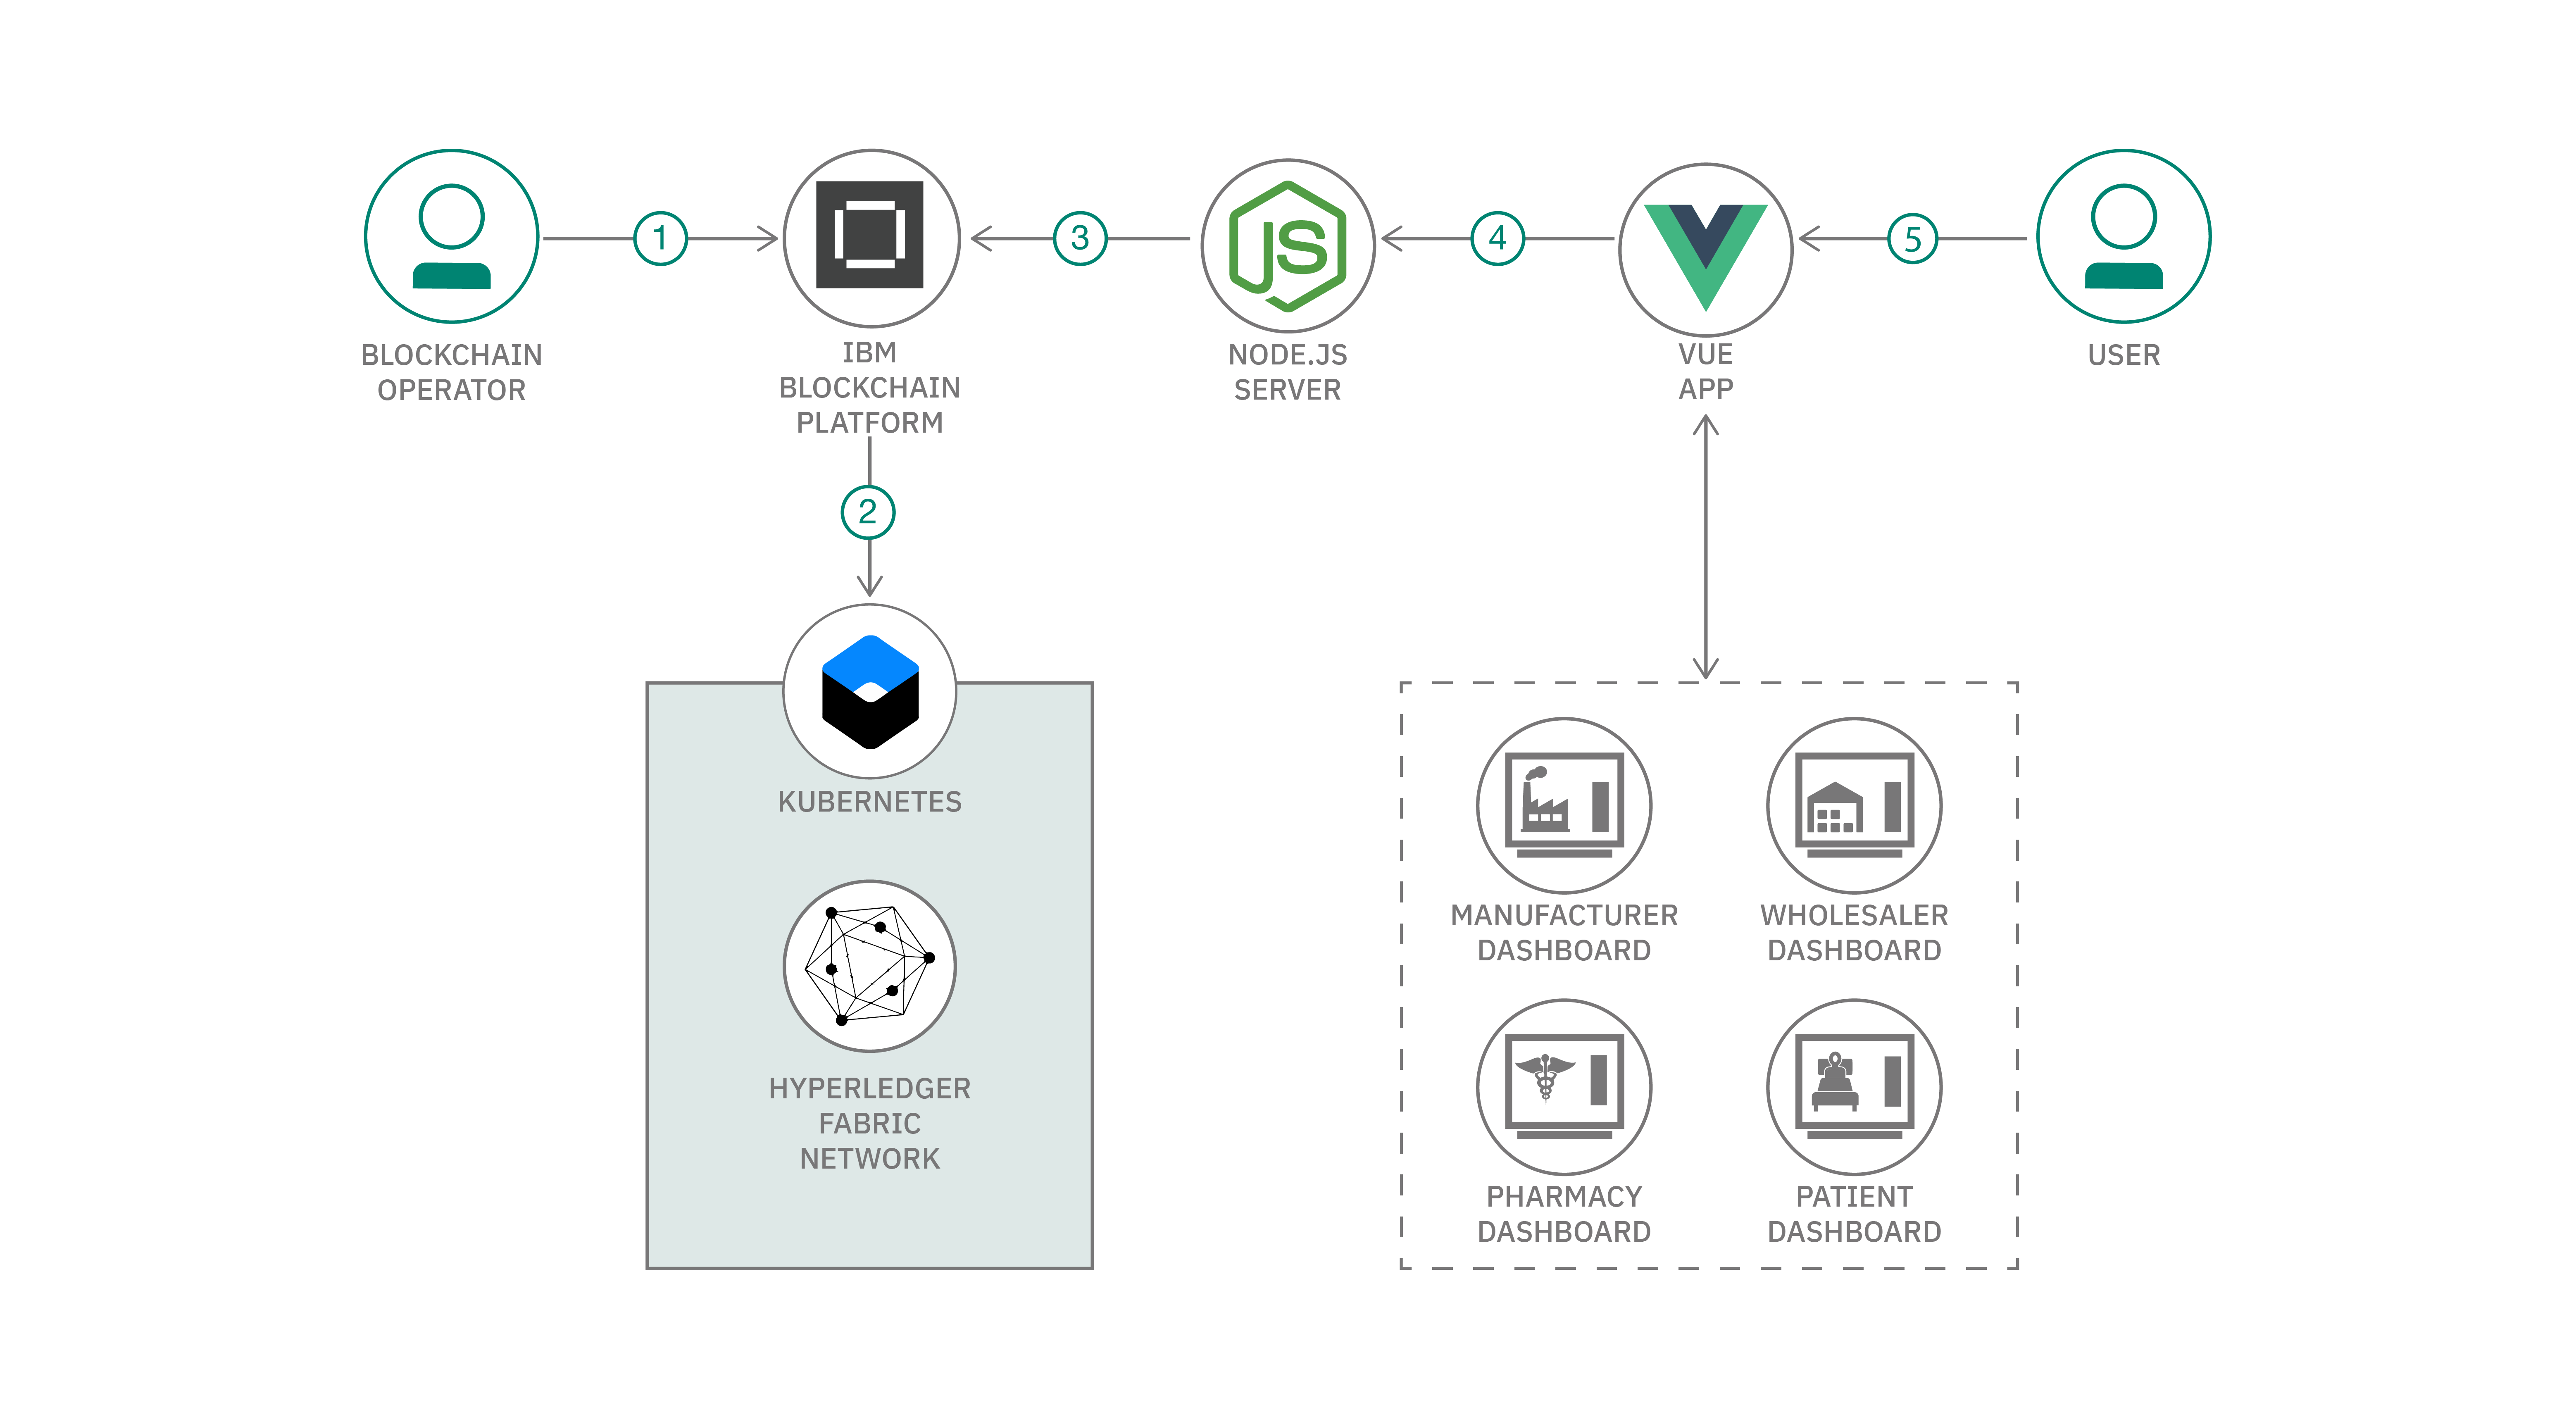 1
3
4
5
BLOCKCHAIN
OPERATOR
IBM
BLOCKCHAIN
PLATFORM
JS
NODE.JS
SERVER
VUE
APP
USER
2
KUBERNETES
HYPERLEDGER
FABRIC
NETWORK
MANUFACTURER
DASHBOARD
WHOLESALER
DASHBOARD
PHARMACY
DASHBOARD
PATIENT
DASHBOARD